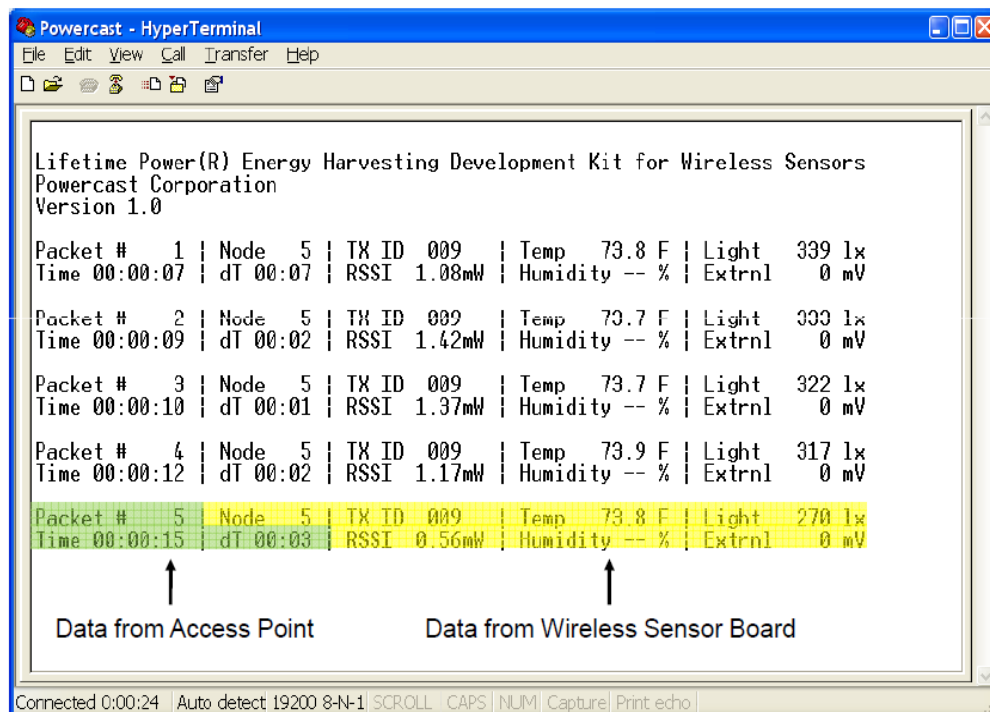 Powercast - HyperTerminal
File Edit View Call Transfer Help
Lifetime Power(R) Energy Harvesting Development Kit for Wireless Sensors
Powercast Corporation
Version 1.0
Packet # 1 | Node 5 | TX ID 009 | Temp 73.8 F | Light 339 lx
Time 00:00:07 | dT 00:07 | RSSI 1.08mW | Humidity -- % | Extrnl 0 mV
Packet # 2 | Node 5 | TX ID 009 | Temp 73.7 F | Light 333 lx
Time 00:00:09 | dT 00:02 | RSSI 1.42mW | Humidity -- % | Extrnl 0 mV
Packet # 3 | Node 5 | TX ID 009 | Temp 73.7 F | Light 322 lx
Time 00:00:10 | dT 00:01 | RSSI 1.37mW | Humidity -- % | Extrnl 0 mV
Packet # 4 | Node 5 | TX ID 009 | Temp 73.9 F | Light 317 lx
Time 00:00:12 | dT 00:02 | RSSI 1.17mW | Humidity -- % | Extrnl 0 mV
Packet # 5 | Node 5 | TX ID 009 | Temp 73.8 F | Light 270 lx
Time 00:00:15 | dT 00:03 | RSSI 0.56mW | Humidity -- % | Extrnl 0 mV
Data from Access Point Data from Wireless Sensor Board
Connected 0:00:24 Auto detect 19200 8-N-1 SCROLL CAPS NUM Capture Print echo